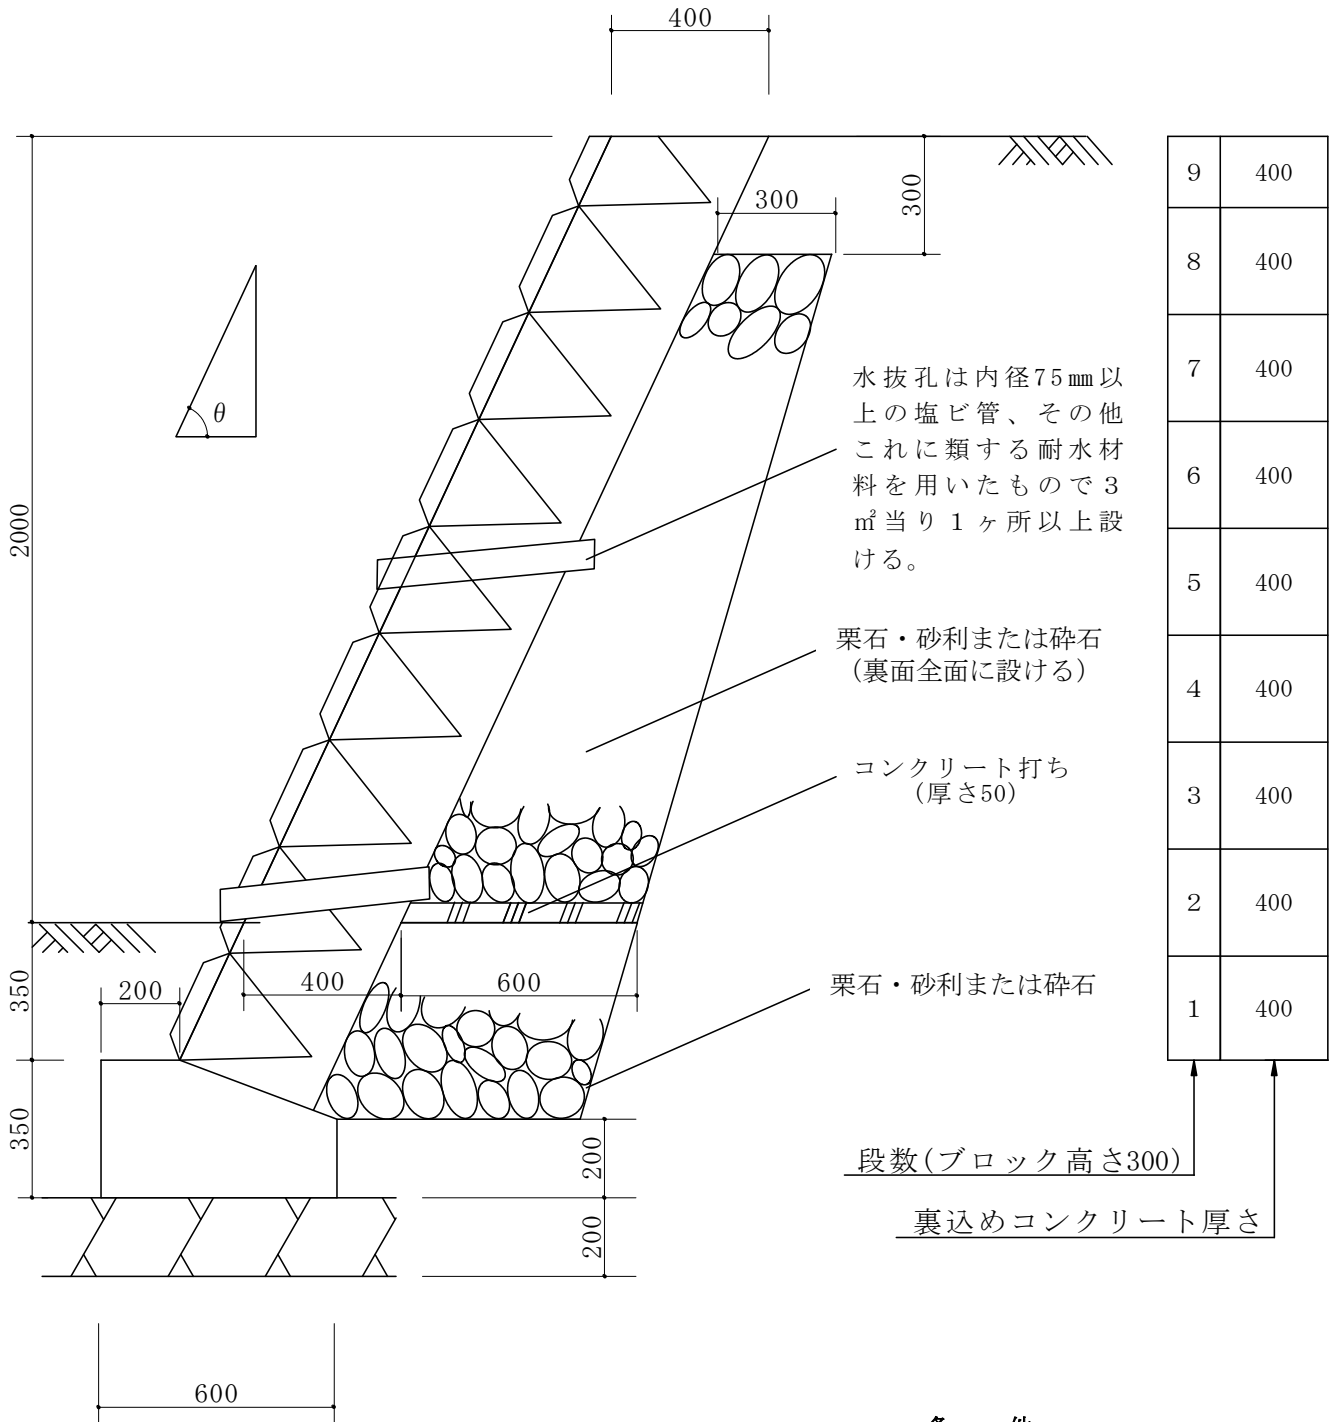 400
300
300
θ
2000
水抜孔は内径75㎜以
上の塩ビ管、その他
これに類する耐水材
料を用いたもので３
㎡当り１ヶ所以上設
ける。
栗石・砂利または砕石
(裏面全面に設ける)
コンクリート打ち
(厚さ50)
栗石・砂利または砕石
350
200
400
600
350
200
200
600
9 400
8 400
7 400
6 400
5 400
4 400
3 400
2 400
1 400
段数(ブロック高さ300)
裏込めコンクリート厚さ